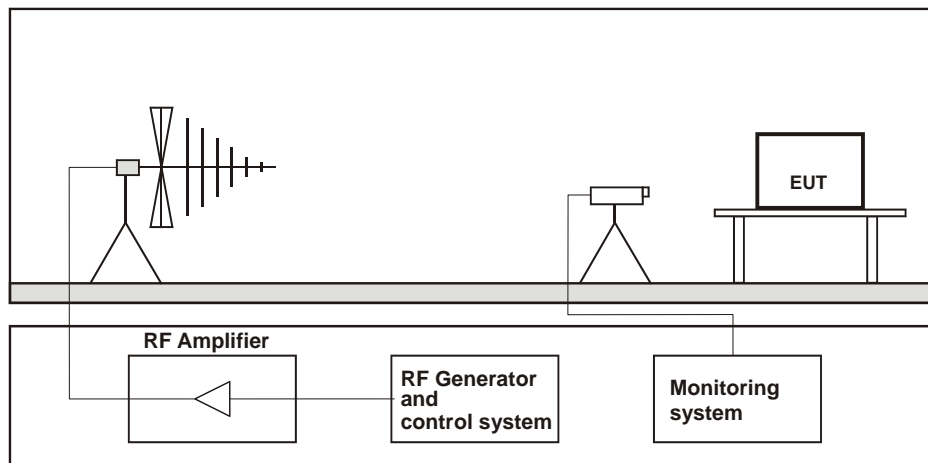 EUT
RF Amplifier
RF Generator
and
control system
Monitoring
system